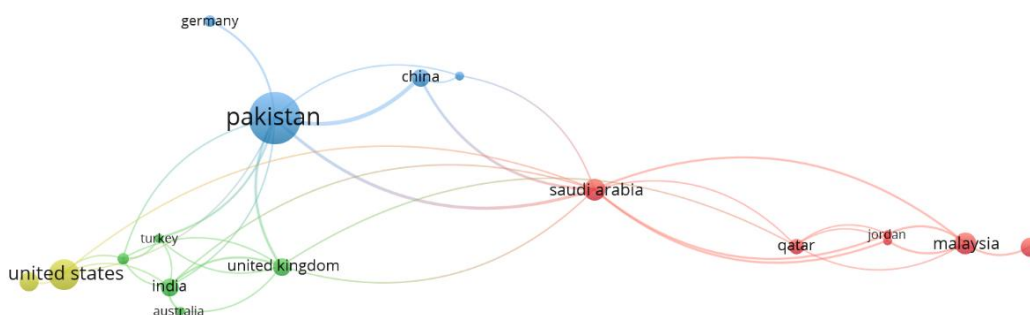 germany
china
pakistan
saudi arabia
turkey
jordan
qatar
malaysia
united kingdom
united states
india
australia